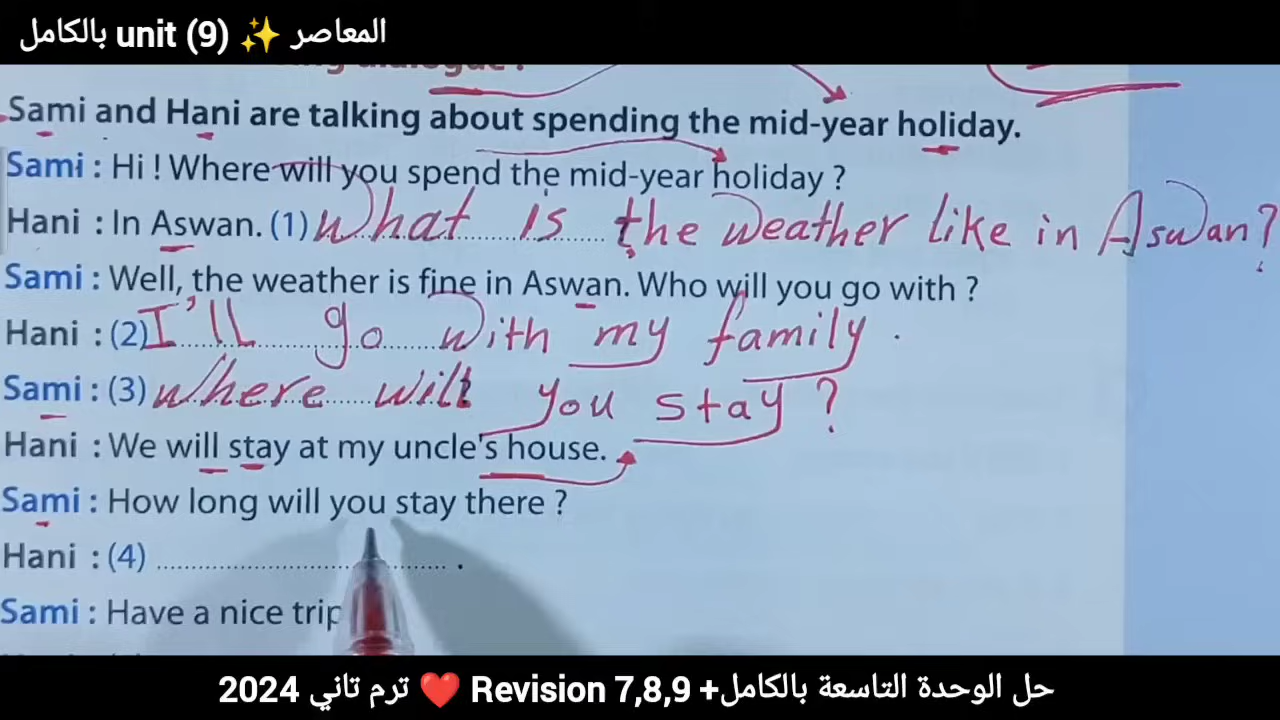 المعاصر ✨ unit (9) بالكامل
dialogue :
Sami and Hani are talking about spending the mid-year holiday.
Sami : Hi ! Where will you spend the mid-year holiday ?
Hani : In Aswan. (1) What is the weather like in Aswan?
Sami : Well, the weather is fine in Aswan. Who will you go with ?
Hani : (2) I'll go with my family .
Sami : (3) Where will you stay ?
Hani : We will stay at my uncle's house.
Sami : How long will you stay there ?
Hani : (4) .................................................. .
Sami : Have a nice trip
حل الوحدة التاسعة بالكامل+ Revision 7,8,9 ❤️ ترم تاني 2024